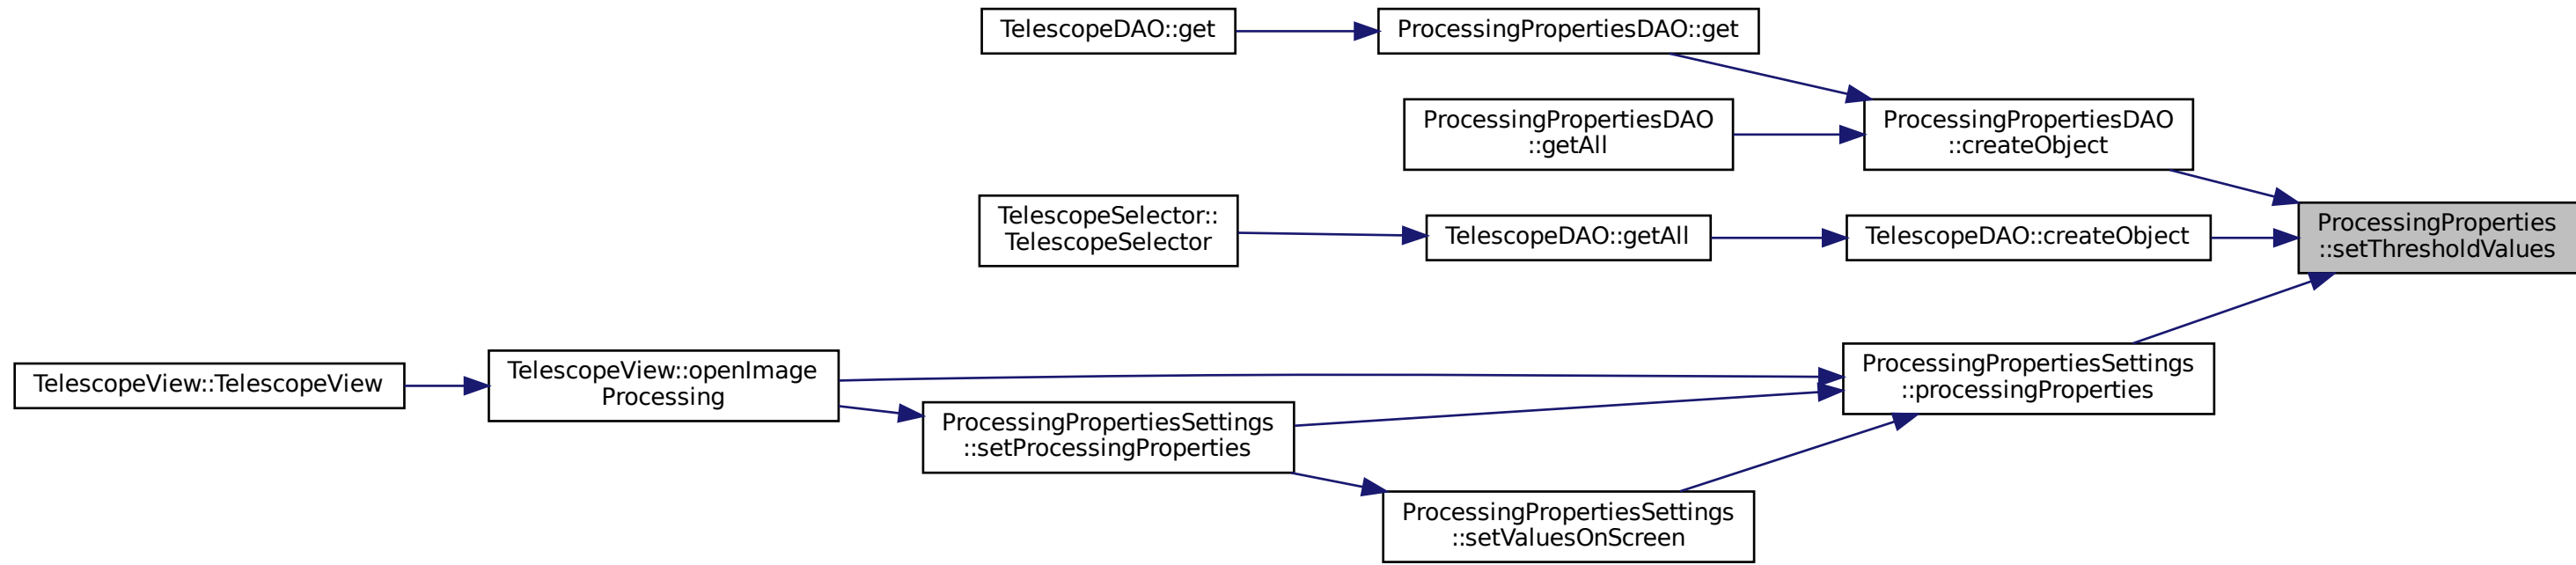 TelescopeDAO::get
ProcessingPropertiesDAO::get
ProcessingPropertiesDAO
::getAll
ProcessingPropertiesDAO
::createObject
TelescopeSelector::
TelescopeSelector
TelescopeDAO::getAll
TelescopeDAO::createObject
ProcessingProperties
::setThresholdValues
TelescopeView::TelescopeView
TelescopeView::openImage
Processing
ProcessingPropertiesSettings
::setProcessingProperties
ProcessingPropertiesSettings
::processingProperties
ProcessingPropertiesSettings
::setValuesOnScreen